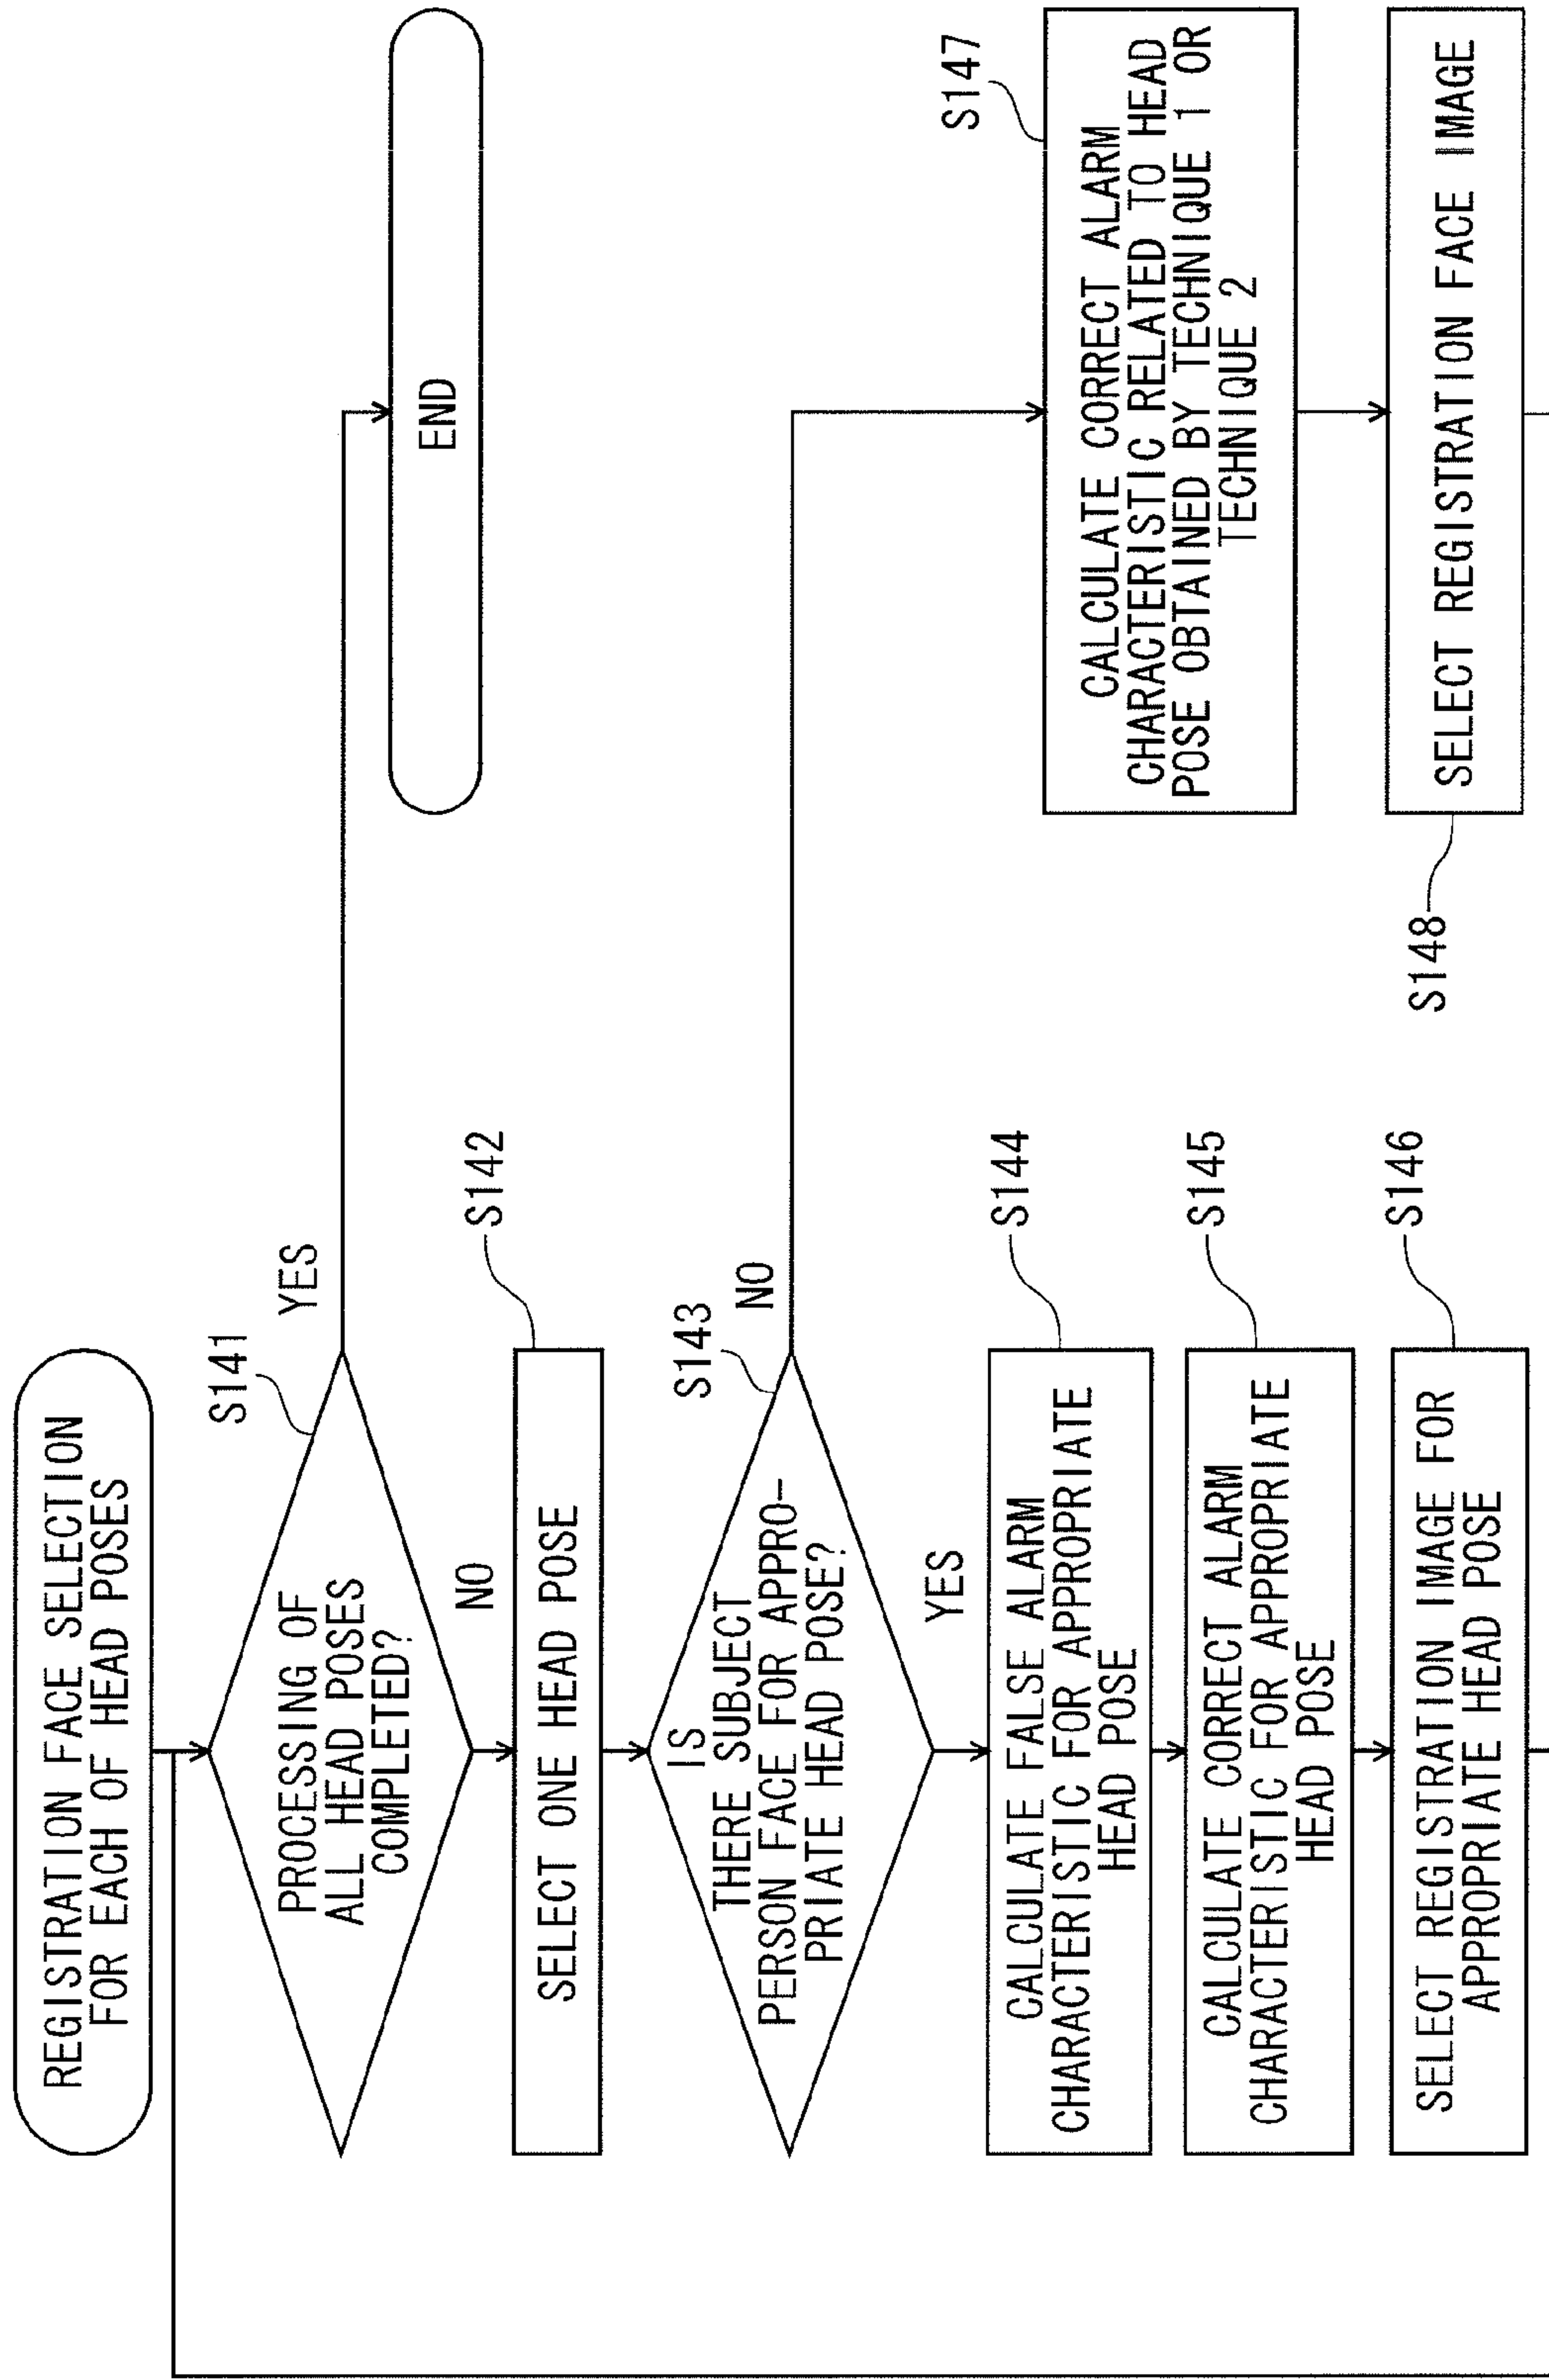 REGISTRATION FACE SELECTION
FOR EACH OF HEAD POSES
S141
PROCESSING OF
ALL HEAD POSES
COMPLETED?
YES
END
NO
S142
SELECT ONE HEAD POSE
S143
IS
THERE SUBJECT
PERSON FACE FOR APPRO-
PRIATE HEAD POSE?
NO
YES
S144
CALCULATE FALSE ALARM
CHARACTERISTIC FOR APPROPRIATE
HEAD POSE
S145
CALCULATE CORRECT ALARM
CHARACTERISTIC FOR APPROPRIATE
HEAD POSE
S146
SELECT REGISTRATION IMAGE FOR
APPROPRIATE HEAD POSE
S147
CALCULATE CORRECT ALARM
CHARACTERISTIC RELATED TO HEAD
POSE OBTAINED BY TECHNIQUE 1 OR
TECHNIQUE 2
S148
SELECT REGISTRATION FACE IMAGE